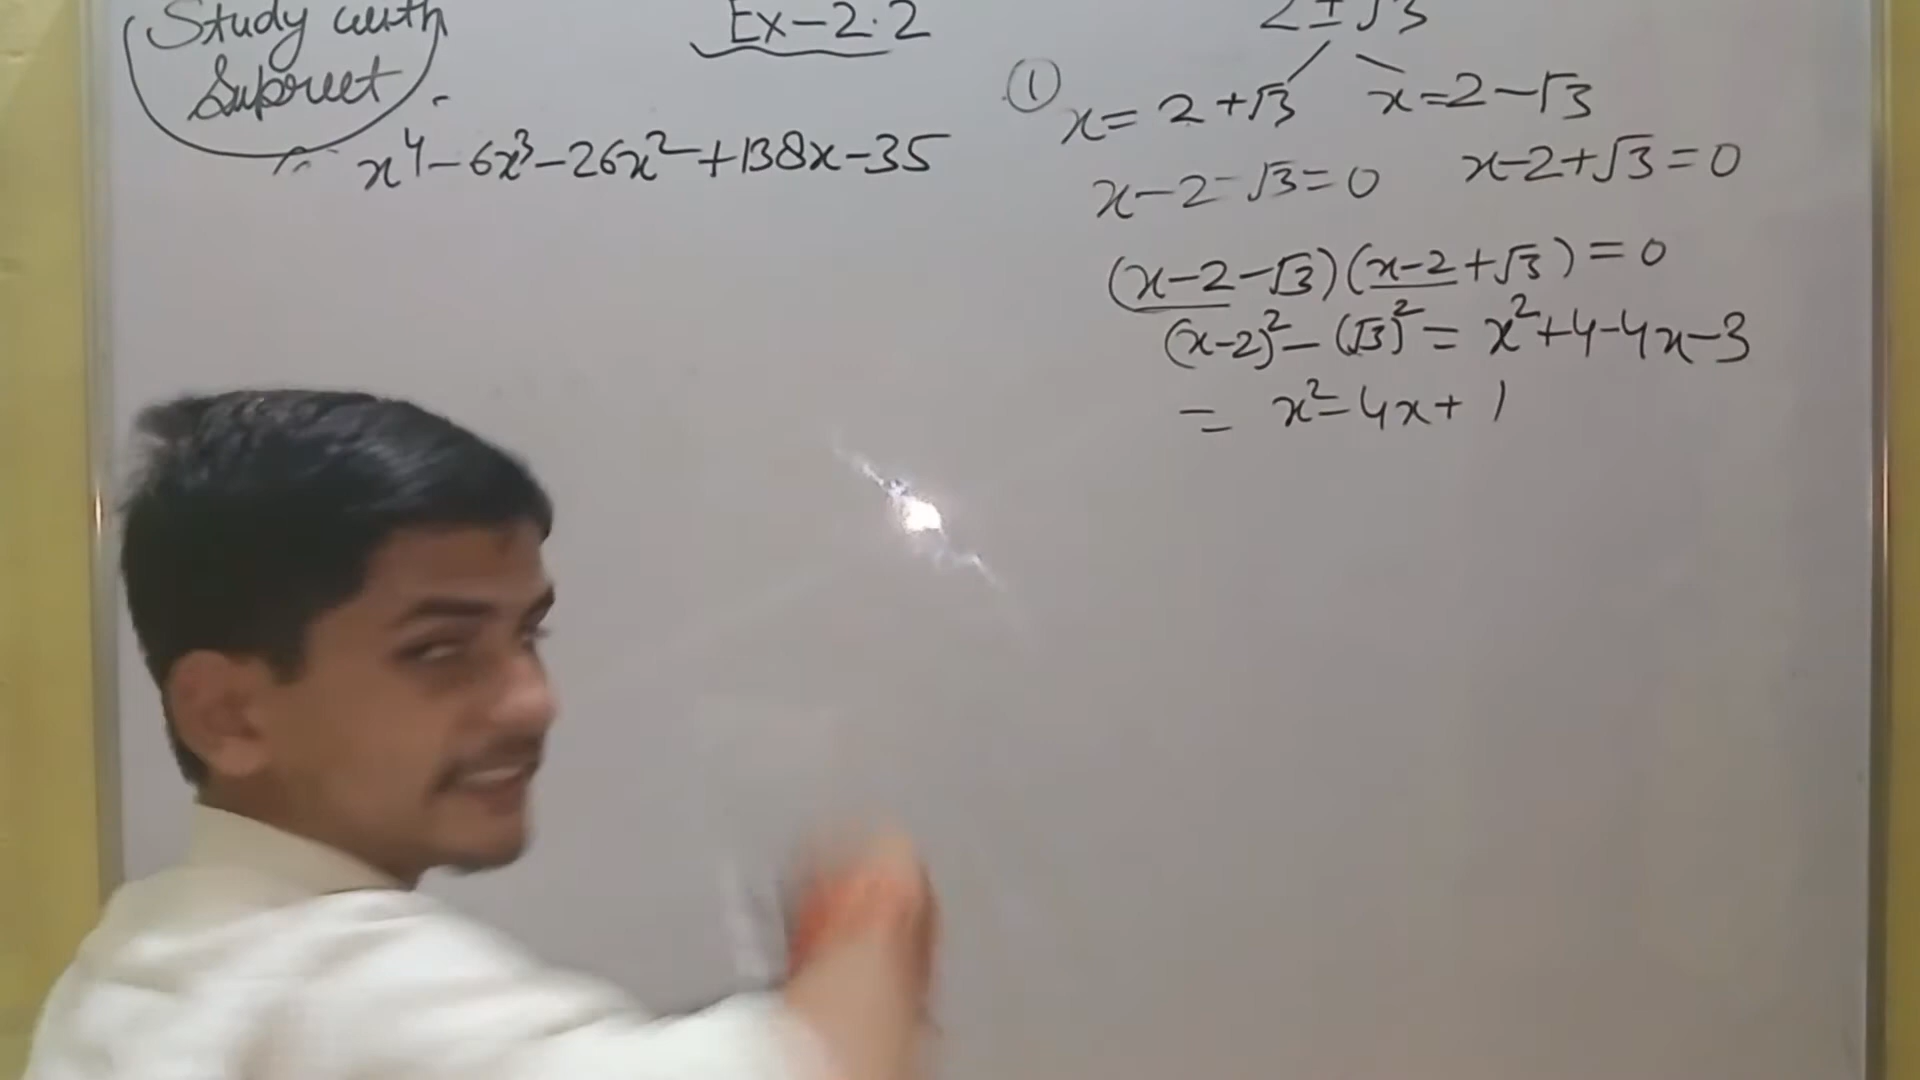 Study with
Supreet
Ex-2.2
x⁴-6x³-26x²+138x-35
2±√3
①
x=2+√3 x=2-√3
x-2-√3=0 x-2+√3=0
(x-2-√3)(x-2+√3)=0
(x-2)²-(√3)²=x²+4-4x-3
= x²-4x+1